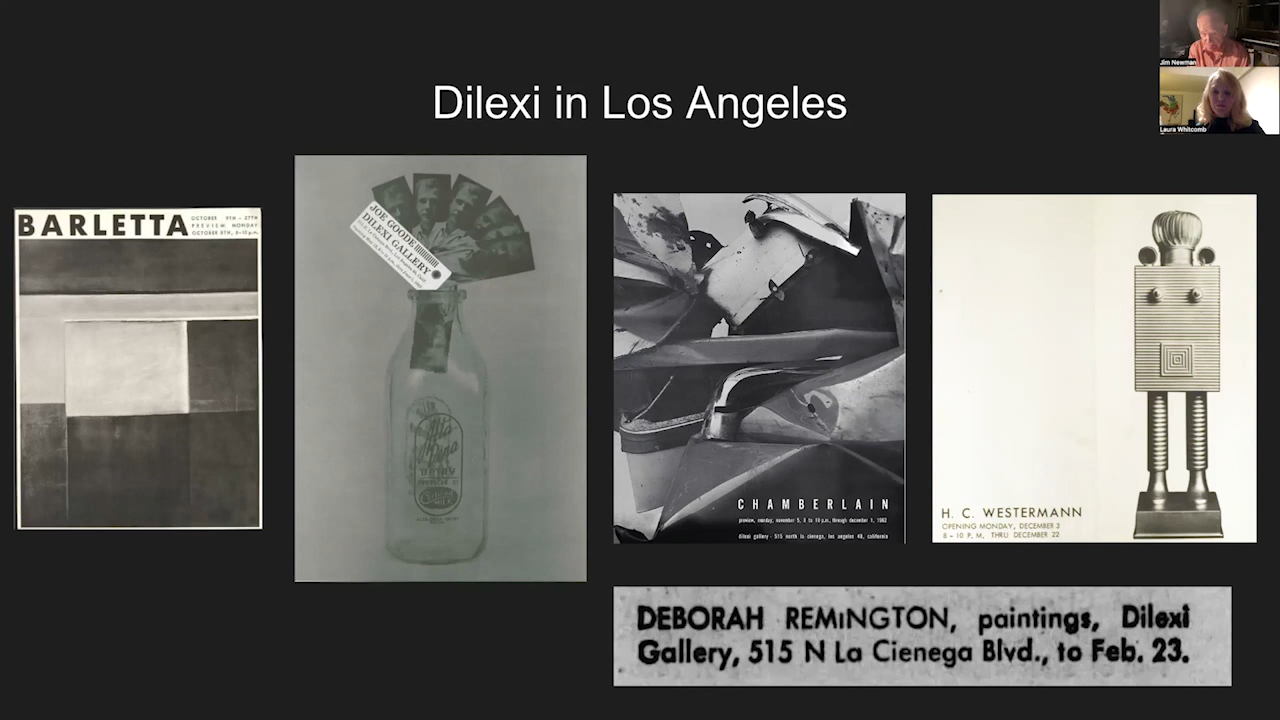 Jim Newman
Laura Whitcomb
Dilexi in Los Angeles
BARLETTA
OCTOBER 9TH - 27TH
PREVIEW: MONDAY
OCTOBER 8TH, 8-10 p.m.
JOE GOODE
DILEXI GALLERY
CHAMBERLAIN
preview, monday, november 5, 8 to 10 p.m., through december 1, 1962
dilexi gallery · 515 north la cienega, los angeles 48, california
H. C. WESTERMANN
OPENING MONDAY, DECEMBER 3
8-10 P. M. THRU DECEMBER 22
DEBORAH REMINGTON, paintings, Dilexi
Gallery, 515 N La Cienega Blvd., to Feb. 23.